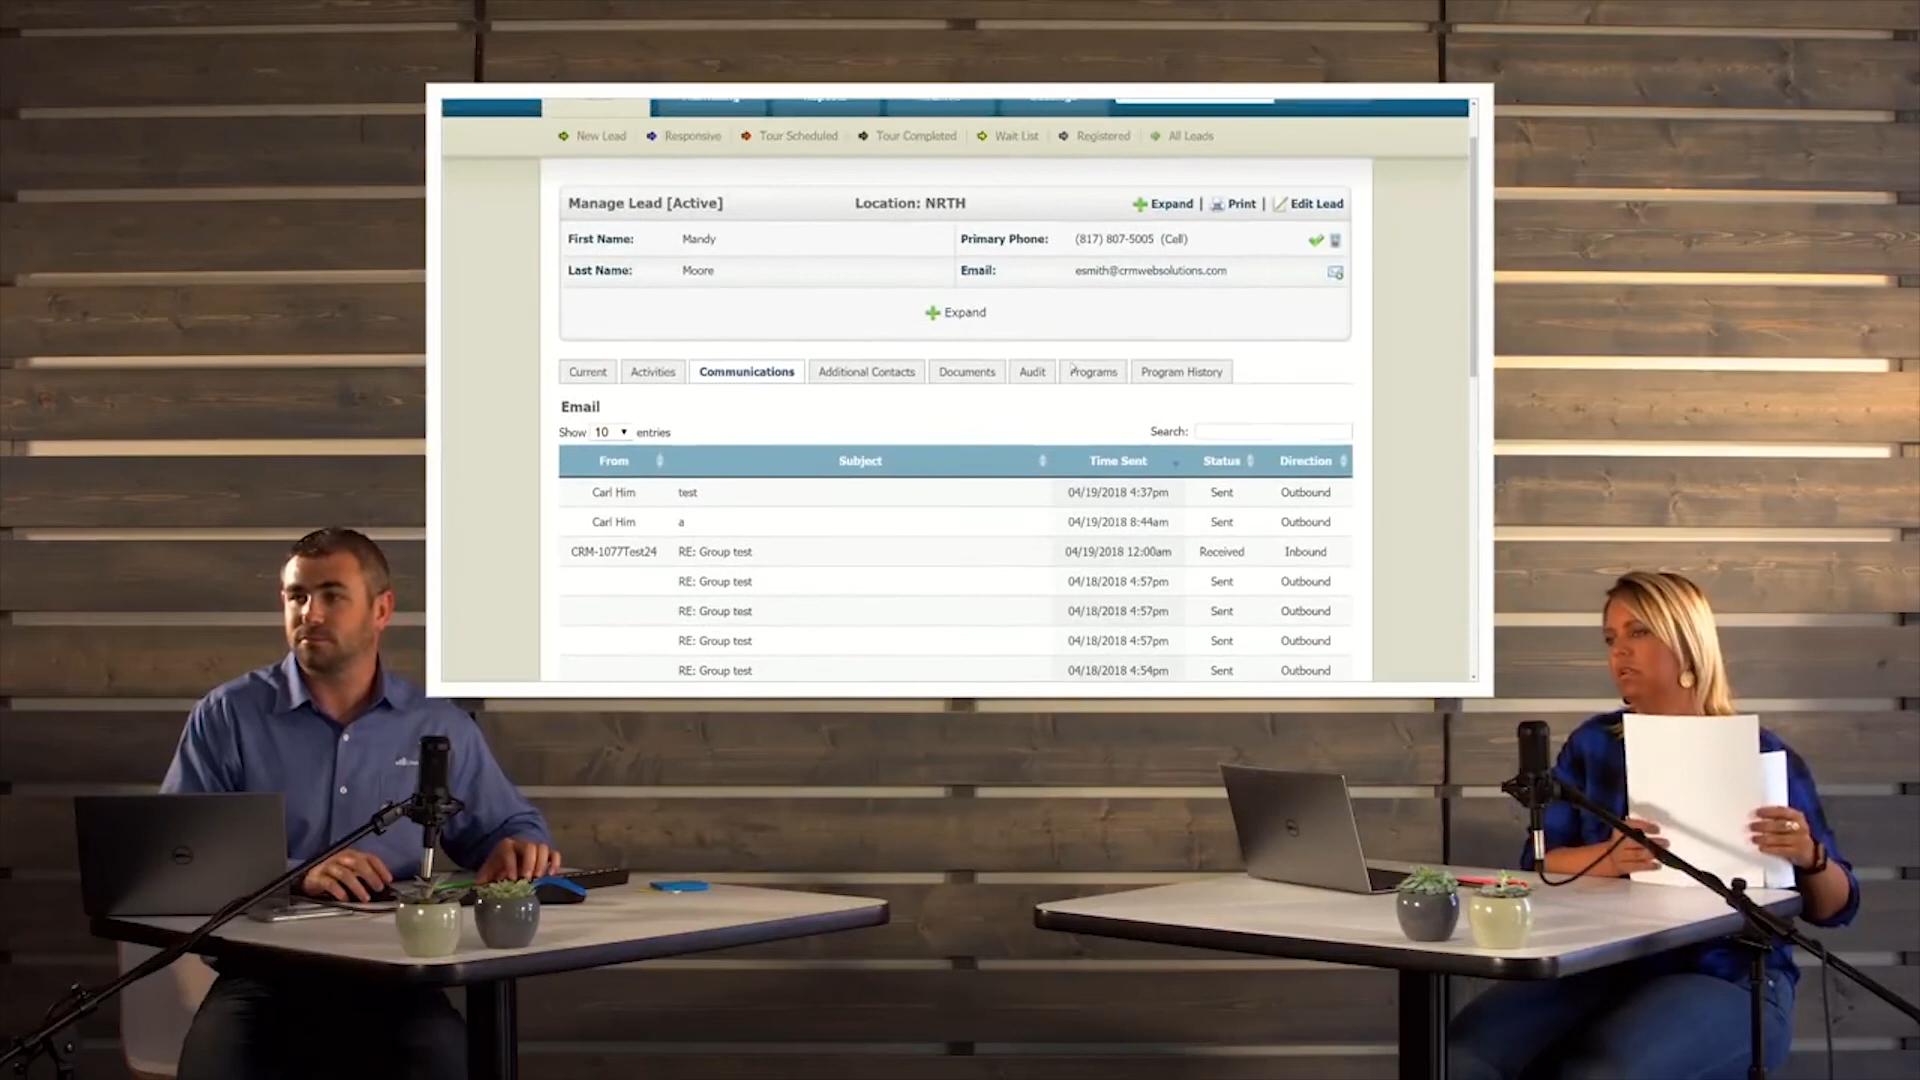 New Lead Responsive Tour Scheduled Tour Completed Wait List Registered All Leads
Manage Lead [Active] Location: NRTH Expand | Print | Edit Lead
First Name: Mandy Primary Phone: (817) 807-5005 (Cell)
Last Name: Moore Email: esmith@crmwebsolutions.com
Expand
Current Activities Communications Additional Contacts Documents Audit Programs Program History
Email
Show 10 entries Search:
From Subject Time Sent Status Direction
Carl Him test 04/19/2018 4:37pm Sent Outbound
Carl Him a 04/19/2018 8:44am Sent Outbound
CRM-1077Test24 RE: Group test 04/19/2018 12:00am Received Inbound
RE: Group test 04/18/2018 4:57pm Sent Outbound
RE: Group test 04/18/2018 4:57pm Sent Outbound
RE: Group test 04/18/2018 4:57pm Sent Outbound
RE: Group test 04/18/2018 4:54pm Sent Outbound